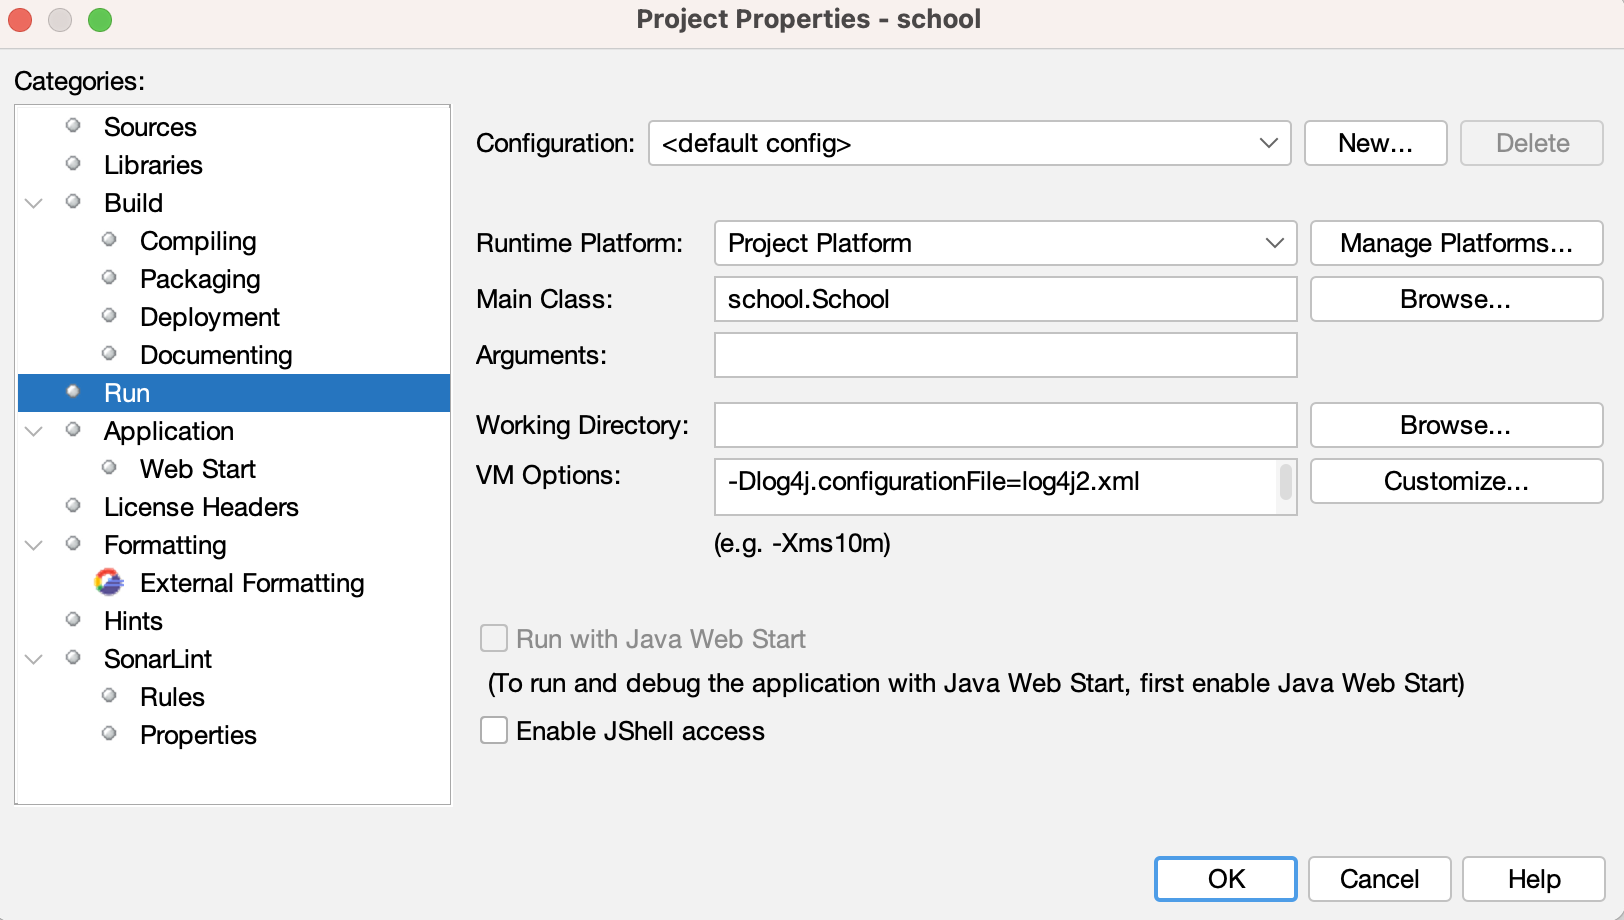 Project Properties - school
Categories:
Sources
Libraries
Build
Compiling
Packaging
Deployment
Documenting
Run
Application
Web Start
License Headers
Formatting
External Formatting
Hints
SonarLint
Rules
Properties
Configuration: <default config> New... Delete
Runtime Platform: Project Platform Manage Platforms...
Main Class: school.School Browse...
Arguments:
Working Directory: Browse...
VM Options: -Dlog4j.configurationFile=log4j2.xml Customize...
(e.g. -Xms10m)
Run with Java Web Start
(To run and debug the application with Java Web Start, first enable Java Web Start)
Enable JShell access
OK Cancel Help